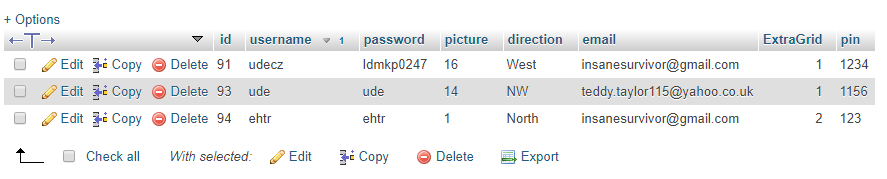 + Options
id username 1 password picture direction email ExtraGrid pin
Edit Copy Delete 91 udecz ldmkp0247 16 West insanesurvivor@gmail.com 1 1234
Edit Copy Delete 93 ude ude 14 NW teddy.taylor115@yahoo.co.uk 1 1156
Edit Copy Delete 94 ehtr ehtr 1 North insanesurvivor@gmail.com 2 123
Check all With selected: Edit Copy Delete Export